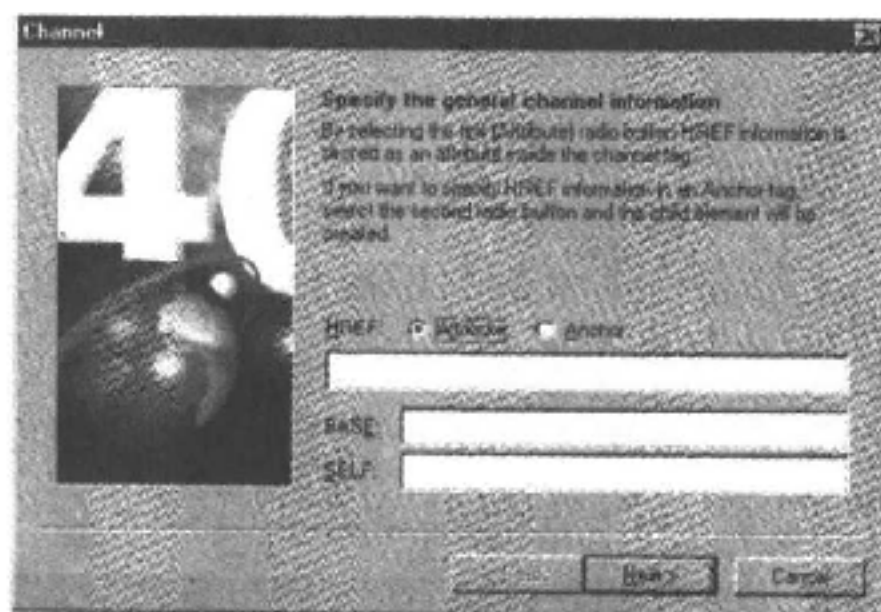 Channel
40
Specify the general channel information
By selecting the (Attribute) radio button HREF information is
stored as an attribute inside the channel tag.
If you want to specify HREF information in an Anchor tag,
select the second radio button and the child element will be
created.
HREF: Attribute Anchor
BASE:
SELF:
Next > Cancel